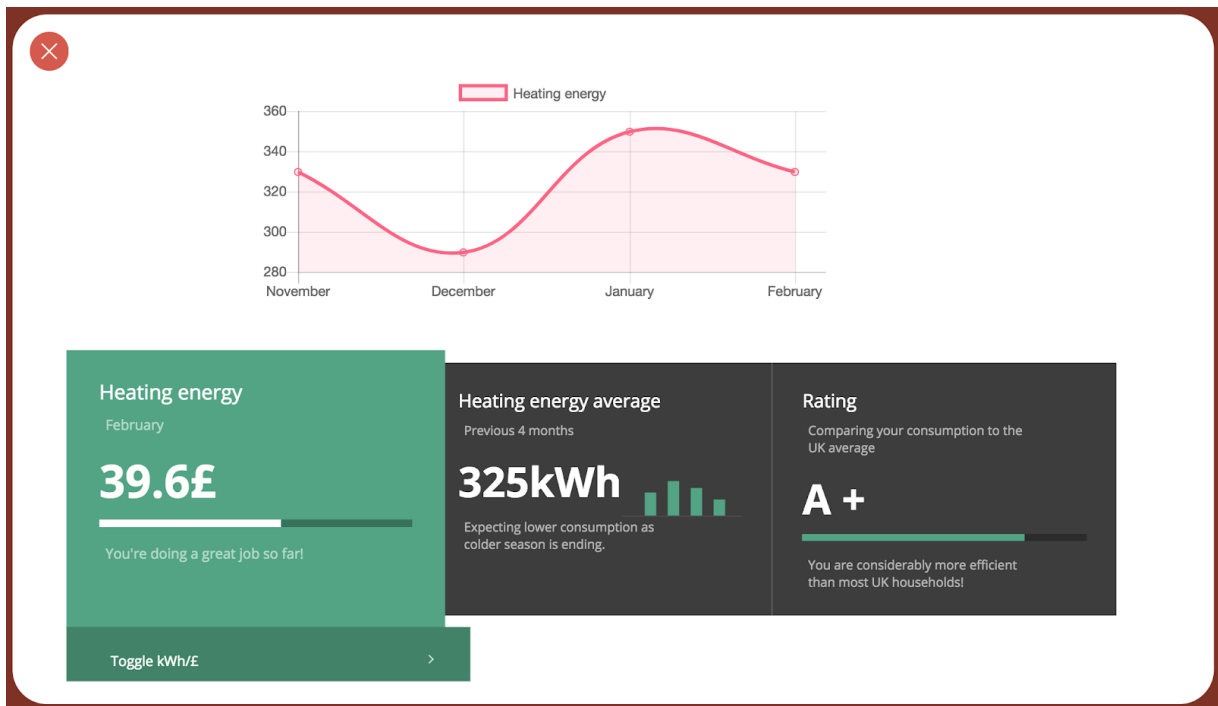 Heating energy
360
340
320
300
280
November December January February
Heating energy
February
39.6£
You're doing a great job so far!
Toggle kWh/£
Heating energy average
Previous 4 months
325kWh
Expecting lower consumption as
colder season is ending.
Rating
Comparing your consumption to the
UK average
A +
You are considerably more efficient
than most UK households!